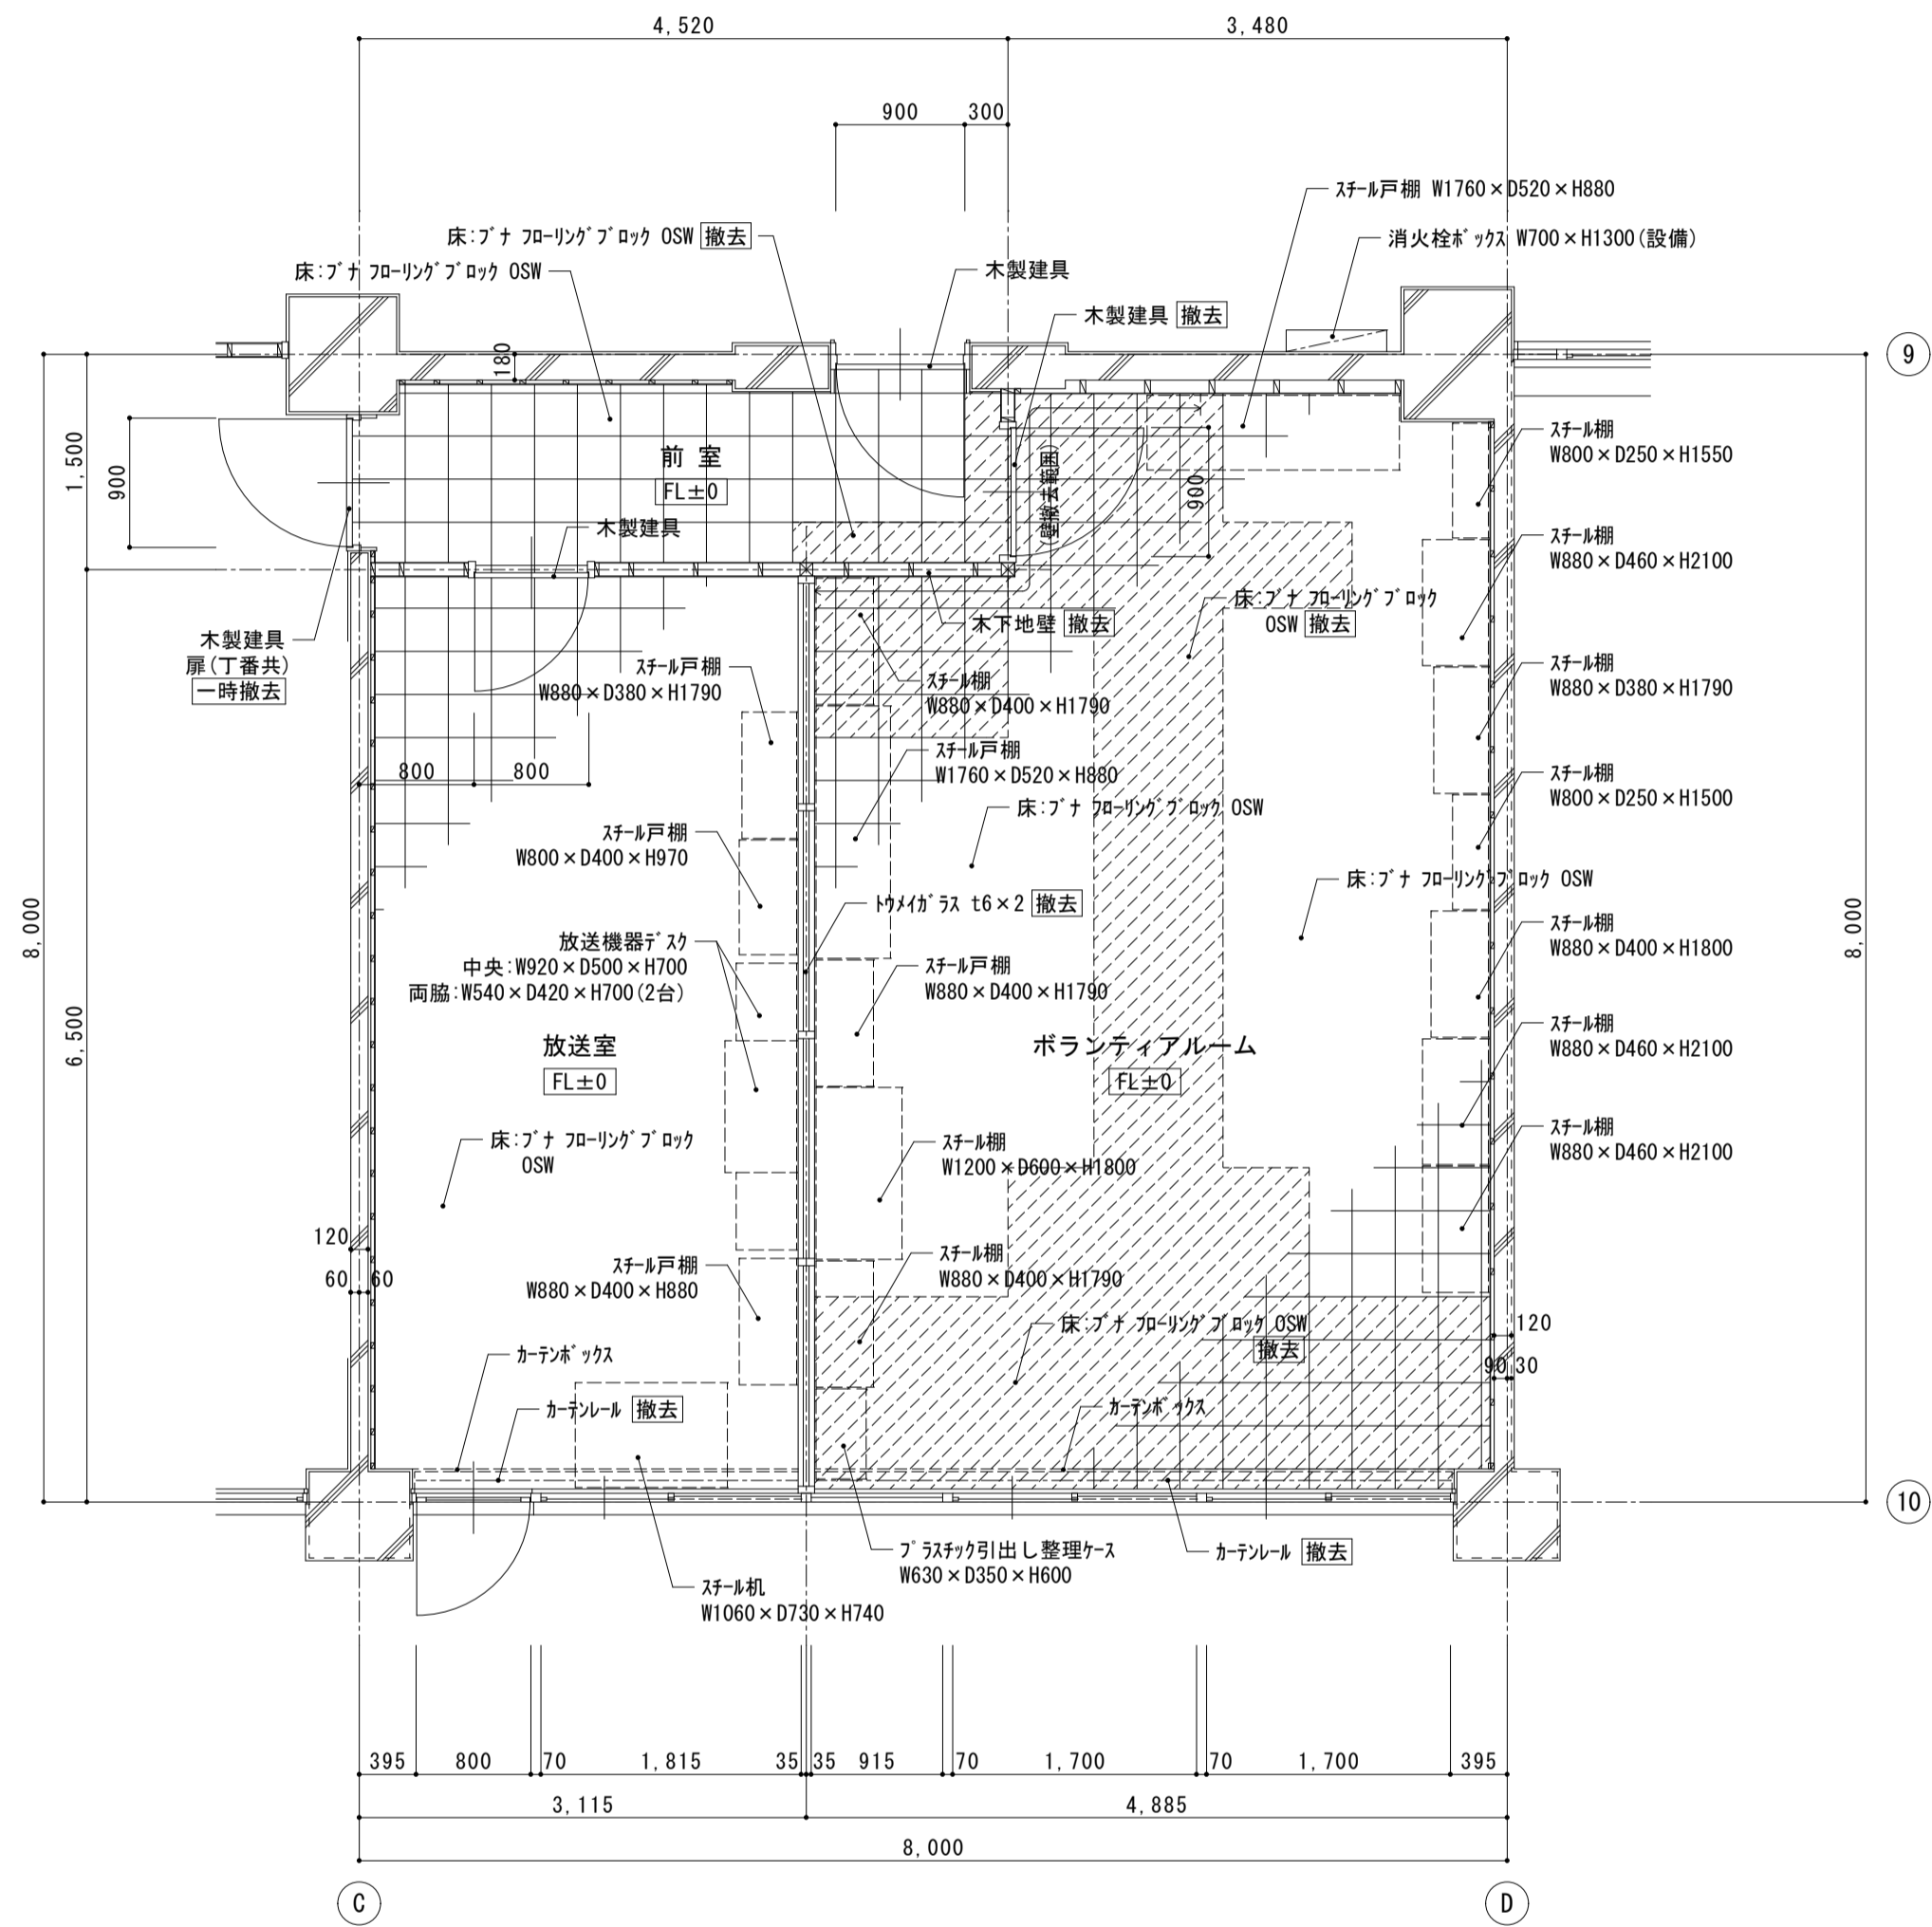 4,520
3,480
900
300
スチール戸棚 W1760×D520×H880
床:ブナ フローリングブロック OSW 撤去
消火栓ボックス W700×H1300(設備)
床:ブナ フローリングブロック OSW
木製建具
木製建具 撤去
180
9
1,500
900
前 室
FL±0
(壁撤去範囲)
900
スチール棚
W800×D250×H1550
木製建具
スチール棚
W880×D460×H2100
床:ブナ フローリングブロック
OSW 撤去
木製建具
扉(丁番共)
一時撤去
木下地壁 撤去
スチール戸棚
W880×D380×H1790
スチール棚
W880×D400×H1790
スチール棚
W880×D380×H1790
800
800
スチール戸棚
W1760×D520×H880
スチール棚
W800×D250×H1500
床:ブナ フローリングブロック OSW
スチール戸棚
W800×D400×H970
床:ブナ フローリングブロック OSW
トウメイガラス t6×2 撤去
8,000
8,000
6,500
放送機器デスク
中央:W920×D500×H700
両脇:W540×D420×H700(2台)
スチール戸棚
W880×D400×H1790
スチール棚
W880×D400×H1800
放送室
FL±0
ボランティアルーム
FL±0
スチール棚
W880×D460×H2100
床:ブナ フローリングブロック
OSW
スチール棚
W1200×D600×H1800
スチール棚
W880×D460×H2100
120
60
60
スチール戸棚
W880×D400×H880
スチール棚
W880×D400×H1790
床:ブナ フローリングブロック OSW
撤去
120
90
30
カーテンボックス
カーテンレール 撤去
カーテンボックス
10
プラスチック引出し整理ケース
W630×D350×H600
カーテンレール 撤去
スチール机
W1060×D730×H740
395
800
70
1,815
35
35
915
70
1,700
70
1,700
395
3,115
4,885
8,000
C
D